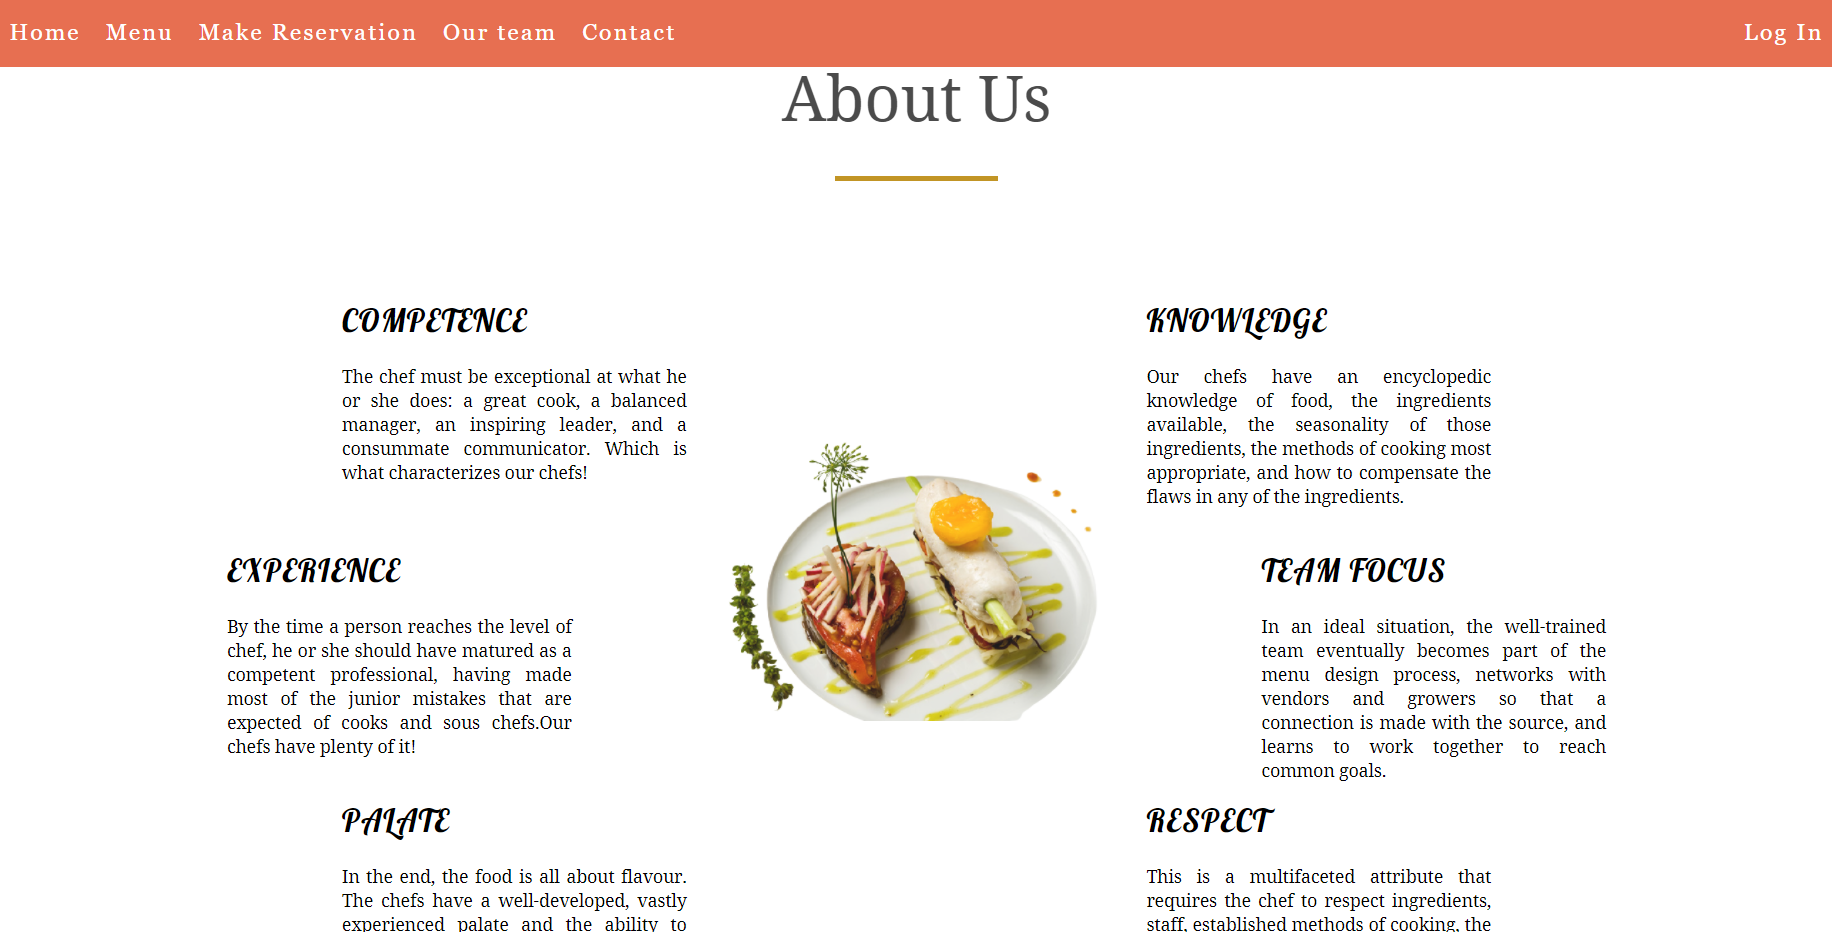 Home Menu Make Reservation Our team Contact Log In
About Us
COMPETENCE
The chef must be exceptional at what he
or she does: a great cook, a balanced
manager, an inspiring leader, and a
consummate communicator. Which is
what characterizes our chefs!
KNOWLEDGE
Our chefs have an encyclopedic
knowledge of food, the ingredients
available, the seasonality of those
ingredients, the methods of cooking most
appropriate, and how to compensate the
flaws in any of the ingredients.
EXPERIENCE
By the time a person reaches the level of
chef, he or she should have matured as a
competent professional, having made
most of the junior mistakes that are
expected of cooks and sous chefs.Our
chefs have plenty of it!
TEAM FOCUS
In an ideal situation, the well-trained
team eventually becomes part of the
menu design process, networks with
vendors and growers so that a
connection is made with the source, and
learns to work together to reach
common goals.
PALATE
In the end, the food is all about flavour.
The chefs have a well-developed, vastly
experienced palate and the ability to
RESPECT
This is a multifaceted attribute that
requires the chef to respect ingredients,
staff, established methods of cooking, the